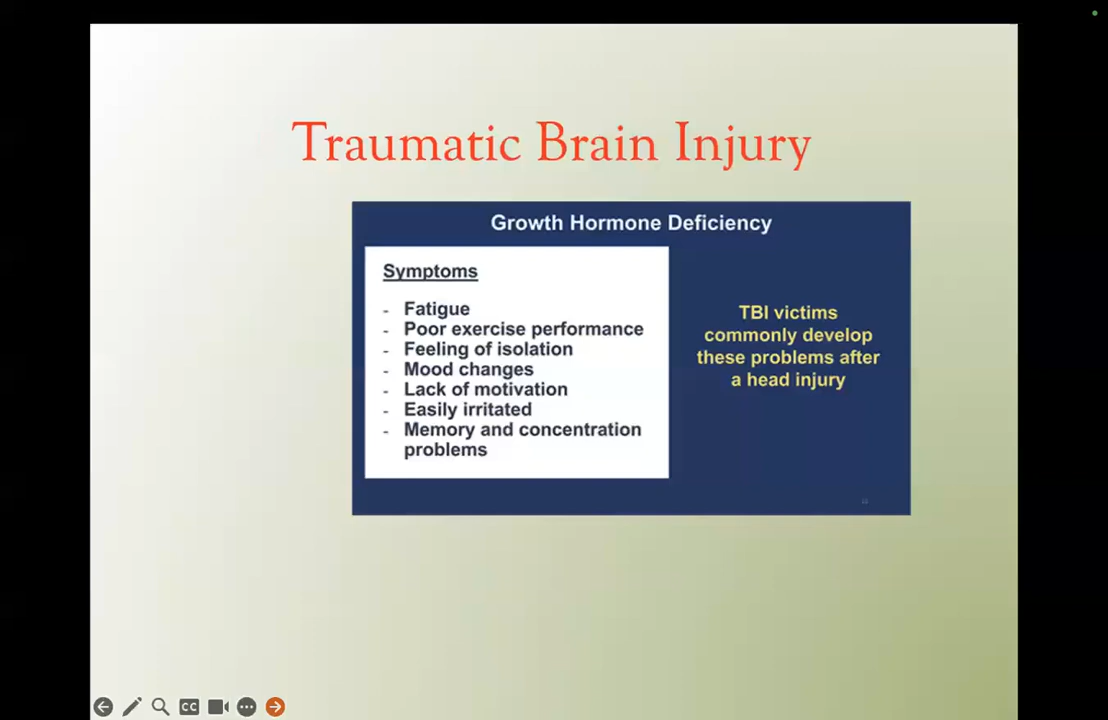 Traumatic Brain Injury
Growth Hormone Deficiency
Symptoms
- Fatigue
- Poor exercise performance
- Feeling of isolation
- Mood changes
- Lack of motivation
- Easily irritated
- Memory and concentration
problems
TBI victims
commonly develop
these problems after
a head injury
CC